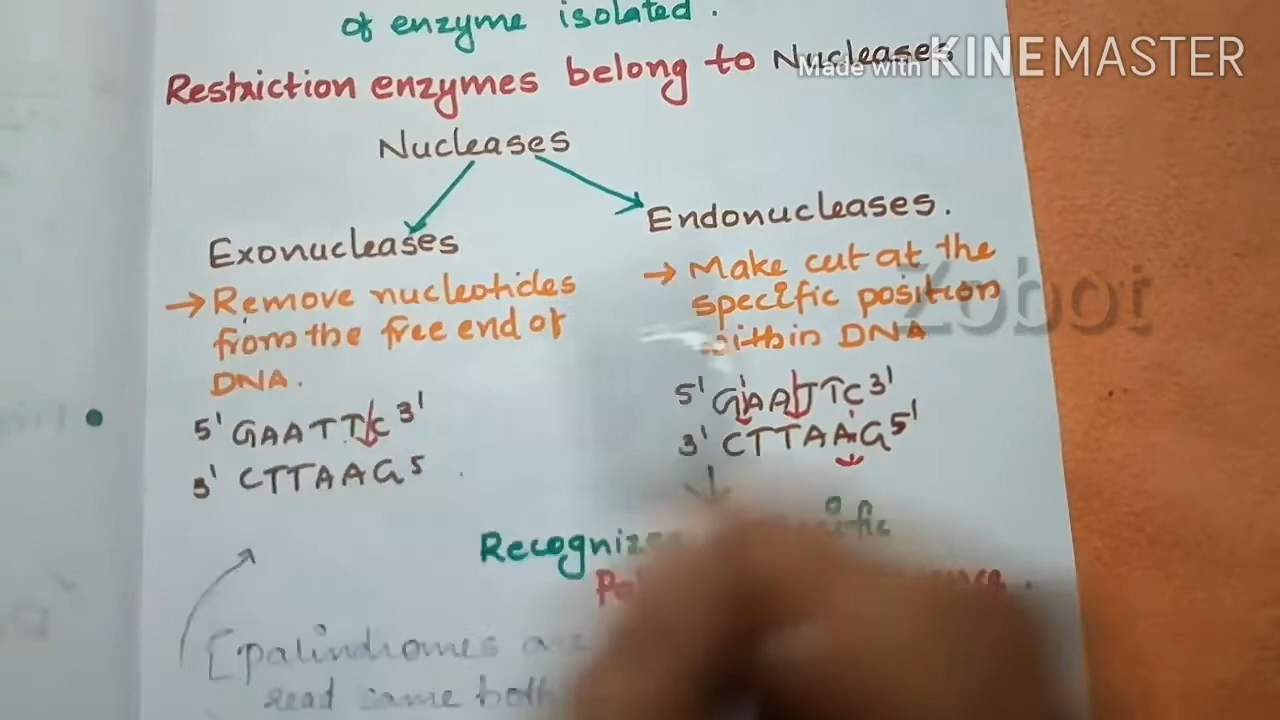 of enzyme isolated.
Restriction enzymes belong to Nucleases
Made with KINEMASTER
Nucleases
Exonucleases
→ Remove nucleotides
from the free end of
DNA.
5' GAATTC 3'
3' CTTAAG 5
Endonucleases.
→ Make cut at the
specific position
within DNA
Zobot
5' GAATTC 3'
3' CTTAAG 5'
[palindromes are
read same both